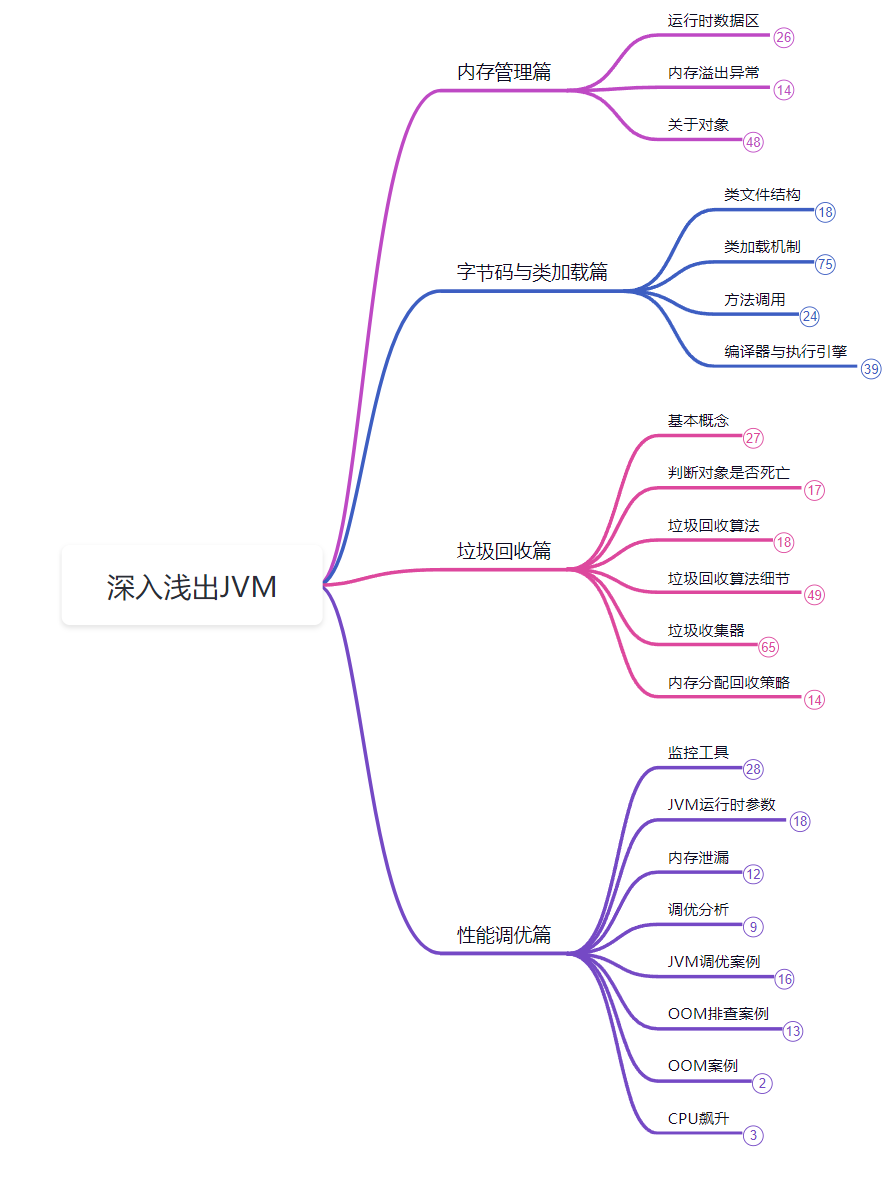 深入浅出JVM
内存管理篇
运行时数据区
26
内存溢出异常
14
关于对象
48
字节码与类加载篇
类文件结构
18
类加载机制
75
方法调用
24
编译器与执行引擎
39
垃圾回收篇
基本概念
27
判断对象是否死亡
17
垃圾回收算法
18
垃圾回收算法细节
49
垃圾收集器
65
内存分配回收策略
14
性能调优篇
监控工具
28
JVM运行时参数
18
内存泄漏
12
调优分析
9
JVM调优案例
16
OOM排查案例
13
OOM案例
2
CPU飙升
3